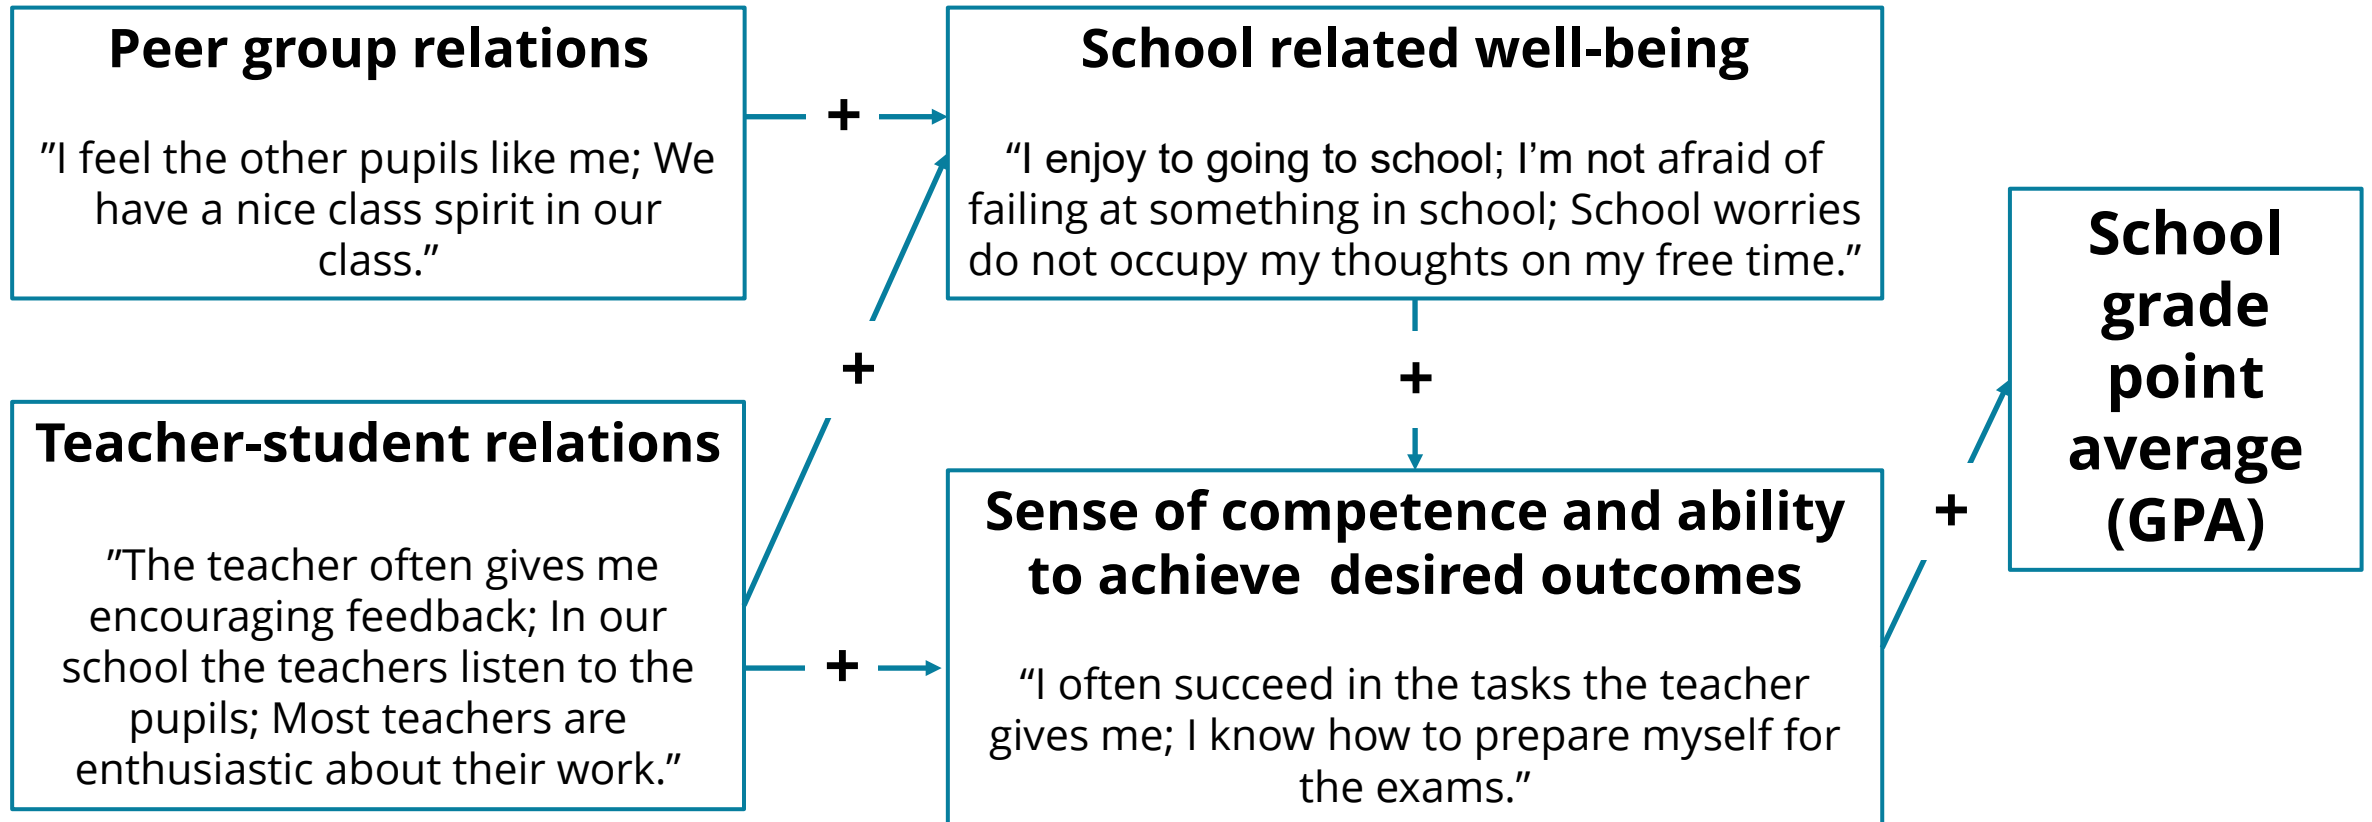 Peer group relations
”I feel the other pupils like me; We
have a nice class spirit in our
class.”
+
School related well-being
“I enjoy to going to school; I’m not afraid of
failing at something in school; School worries
do not occupy my thoughts on my free time.”
+
+
Teacher-student relations
”The teacher often gives me
encouraging feedback; In our
school the teachers listen to the
pupils; Most teachers are
enthusiastic about their work.”
+
Sense of competence and ability
to achieve  desired outcomes
“I often succeed in the tasks the teacher
gives me; I know how to prepare myself for
the exams.”
+
School
grade
point
average
(GPA)